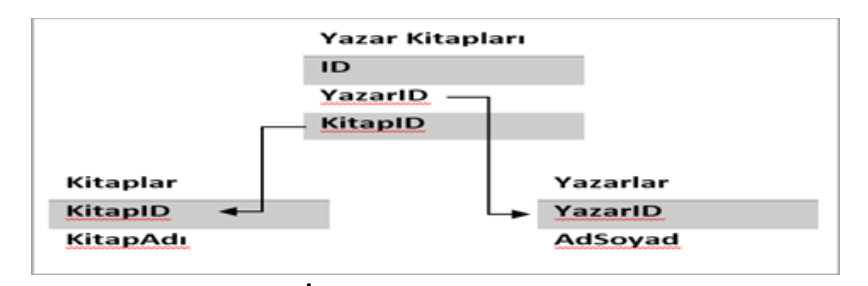 Yazar Kitapları
ID
YazarID
KitapID
Kitaplar
KitapID
KitapAdı
Yazarlar
YazarID
AdSoyad